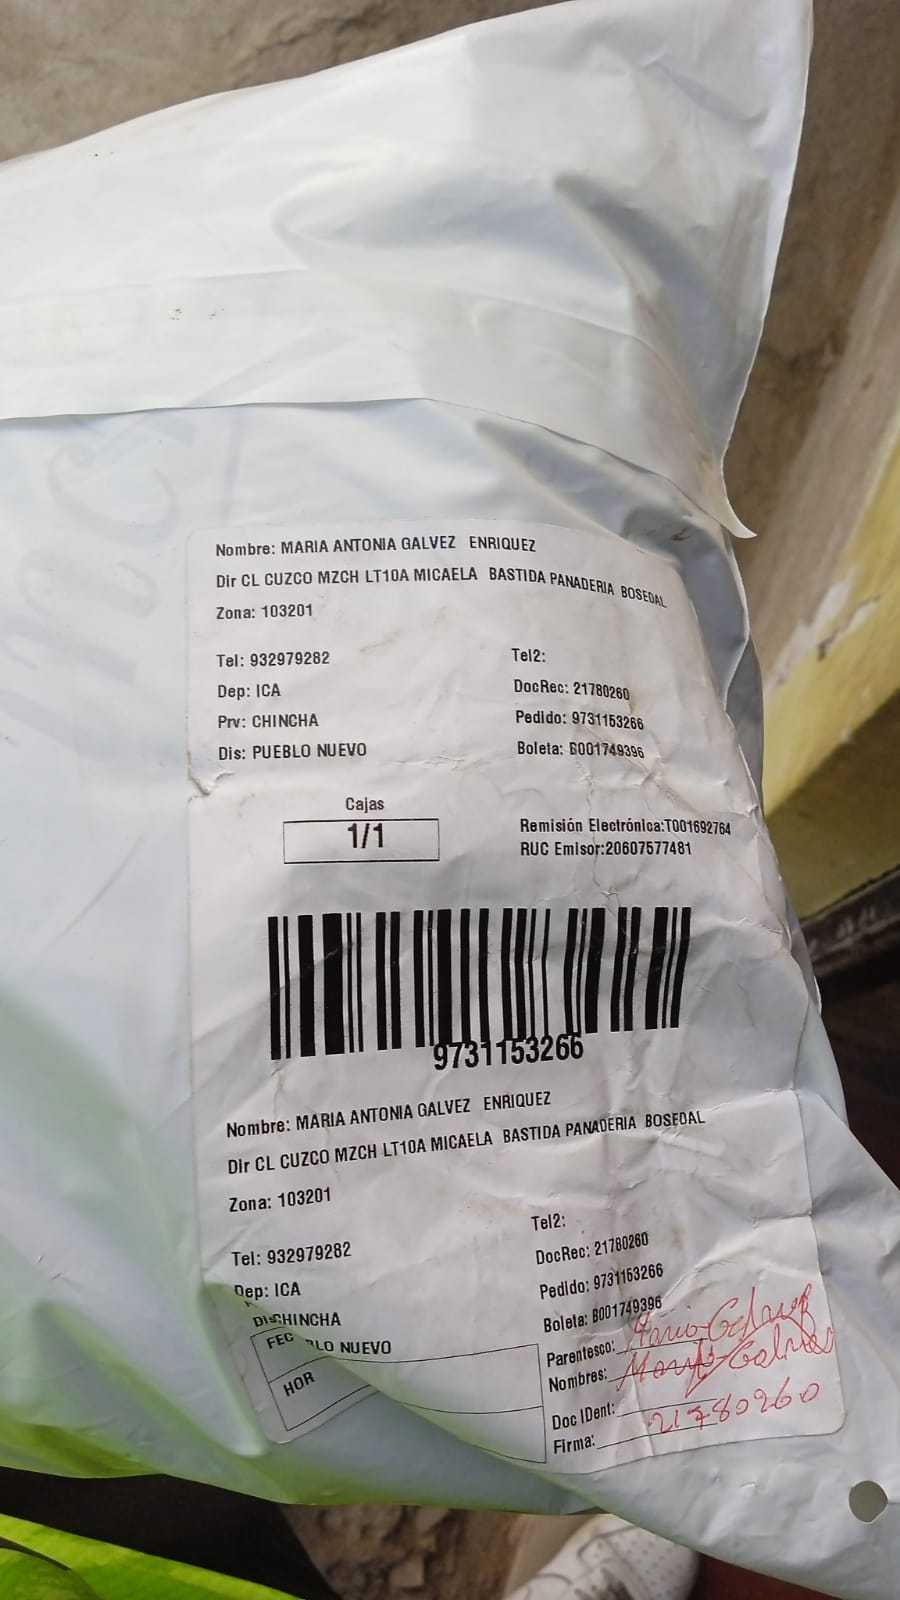 Nombre: MARIA ANTONIA GALVEZ ENRIQUEZ
Dir CL CUZCO MZCH LT10A MICAELA BASTIDA PANADERIA BOSEDAL
Zona: 103201
Tel: 932979282
Tel2:
Dep: ICA
DocRec: 21780260
Prv: CHINCHA
Pedido: 9731153266
Dis: PUEBLO NUEVO
Boleta: B001749396
Cajas
1/1
Remisión Electrónica:T001692764
RUC Emisor:20607577481
9731153266
Nombre: MARIA ANTONIA GALVEZ ENRIQUEZ
Dir CL CUZCO MZCH LT10A MICAELA BASTIDA PANADERIA BOSEDAL
Zona: 103201
Tel2:
Tel: 932979282
DocRec: 21780260
Dep: ICA
Pedido: 9731153266
CHINCHA
Boleta: B001749396
BLO NUEVO
FEC
HOR
Parentesco:
Nombres:
Doc IDent: 21780260
Firma: